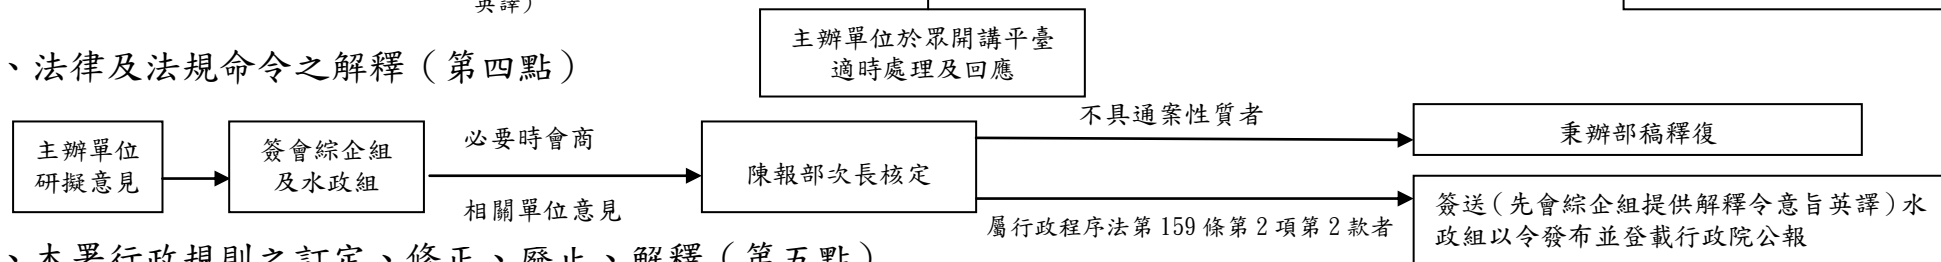 英譯）
主辦單位於眾開講平臺
適時處理及回應
、法律及法規命令之解釋（第四點）
主辦單位
研擬意見
簽會綜企組
及水政組
必要時會商
相關單位意見
陳報部次長核定
不具通案性質者
秉辦部稿釋復
屬行政程序法第 159 條第 2 項第 2 款者
簽送（先會綜企組提供解釋令意旨英譯）水
政組以令發布並登載行政院公報
、本署行政規則之訂定、修正、廢止、解釋（第五點）